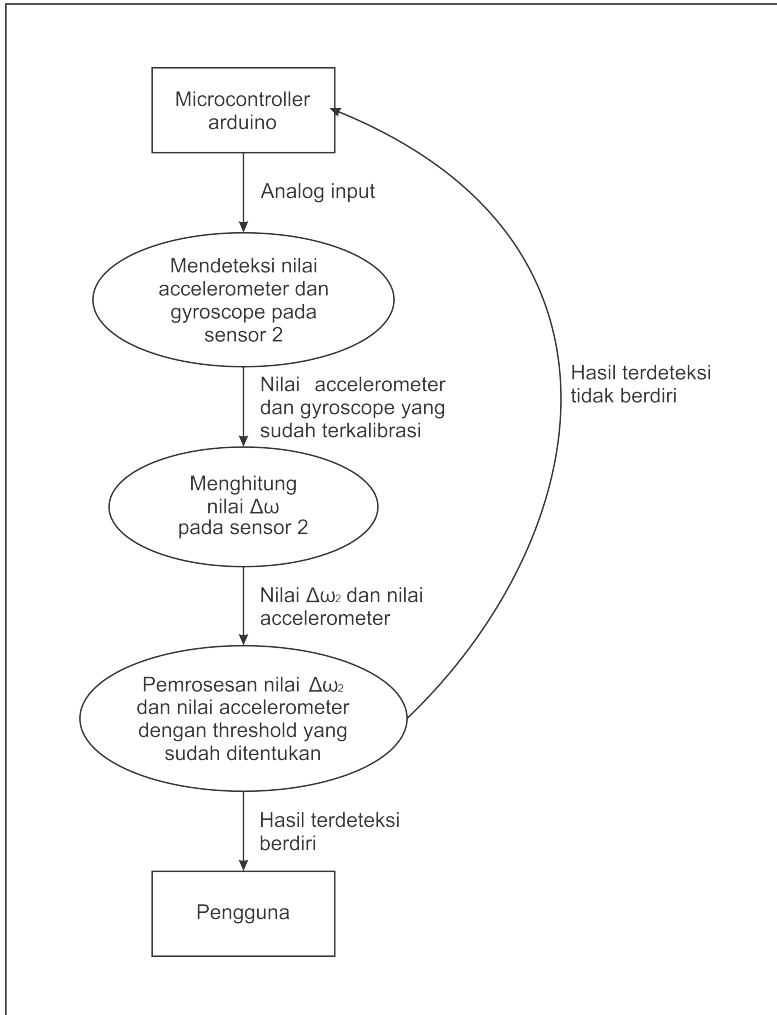 Microcontroller
arduino
Analog input
Mendeteksi nilai
accelerometer dan
gyroscope pada
sensor 2
Nilai accelerometer
dan gyroscope yang
sudah terkalibrasi
Hasil terdeteksi
tidak berdiri
Menghitung
nilai Δω
pada sensor 2
Nilai Δω₂ dan nilai
accelerometer
Pemrosesan nilai Δω₂
dan nilai accelerometer
dengan threshold yang
sudah ditentukan
Hasil terdeteksi
berdiri
Pengguna